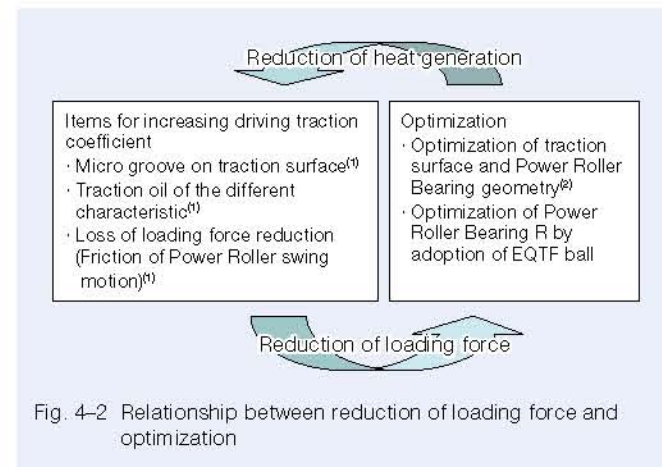 Reduction of heat generation
Items for increasing driving traction
coefficient
· Micro groove on traction surface(1)
· Traction oil of the different
characteristic(1)
· Loss of loading force reduction
(Friction of Power Roller swing
motion)(1)
Optimization
· Optimization of traction
surface and Power Roller
Bearing geometry(2)
· Optimization of Power
Roller Bearing R by
adoption of EQTF ball
Reduction of loading force
Fig. 4–2 Relationship between reduction of loading force and
optimization